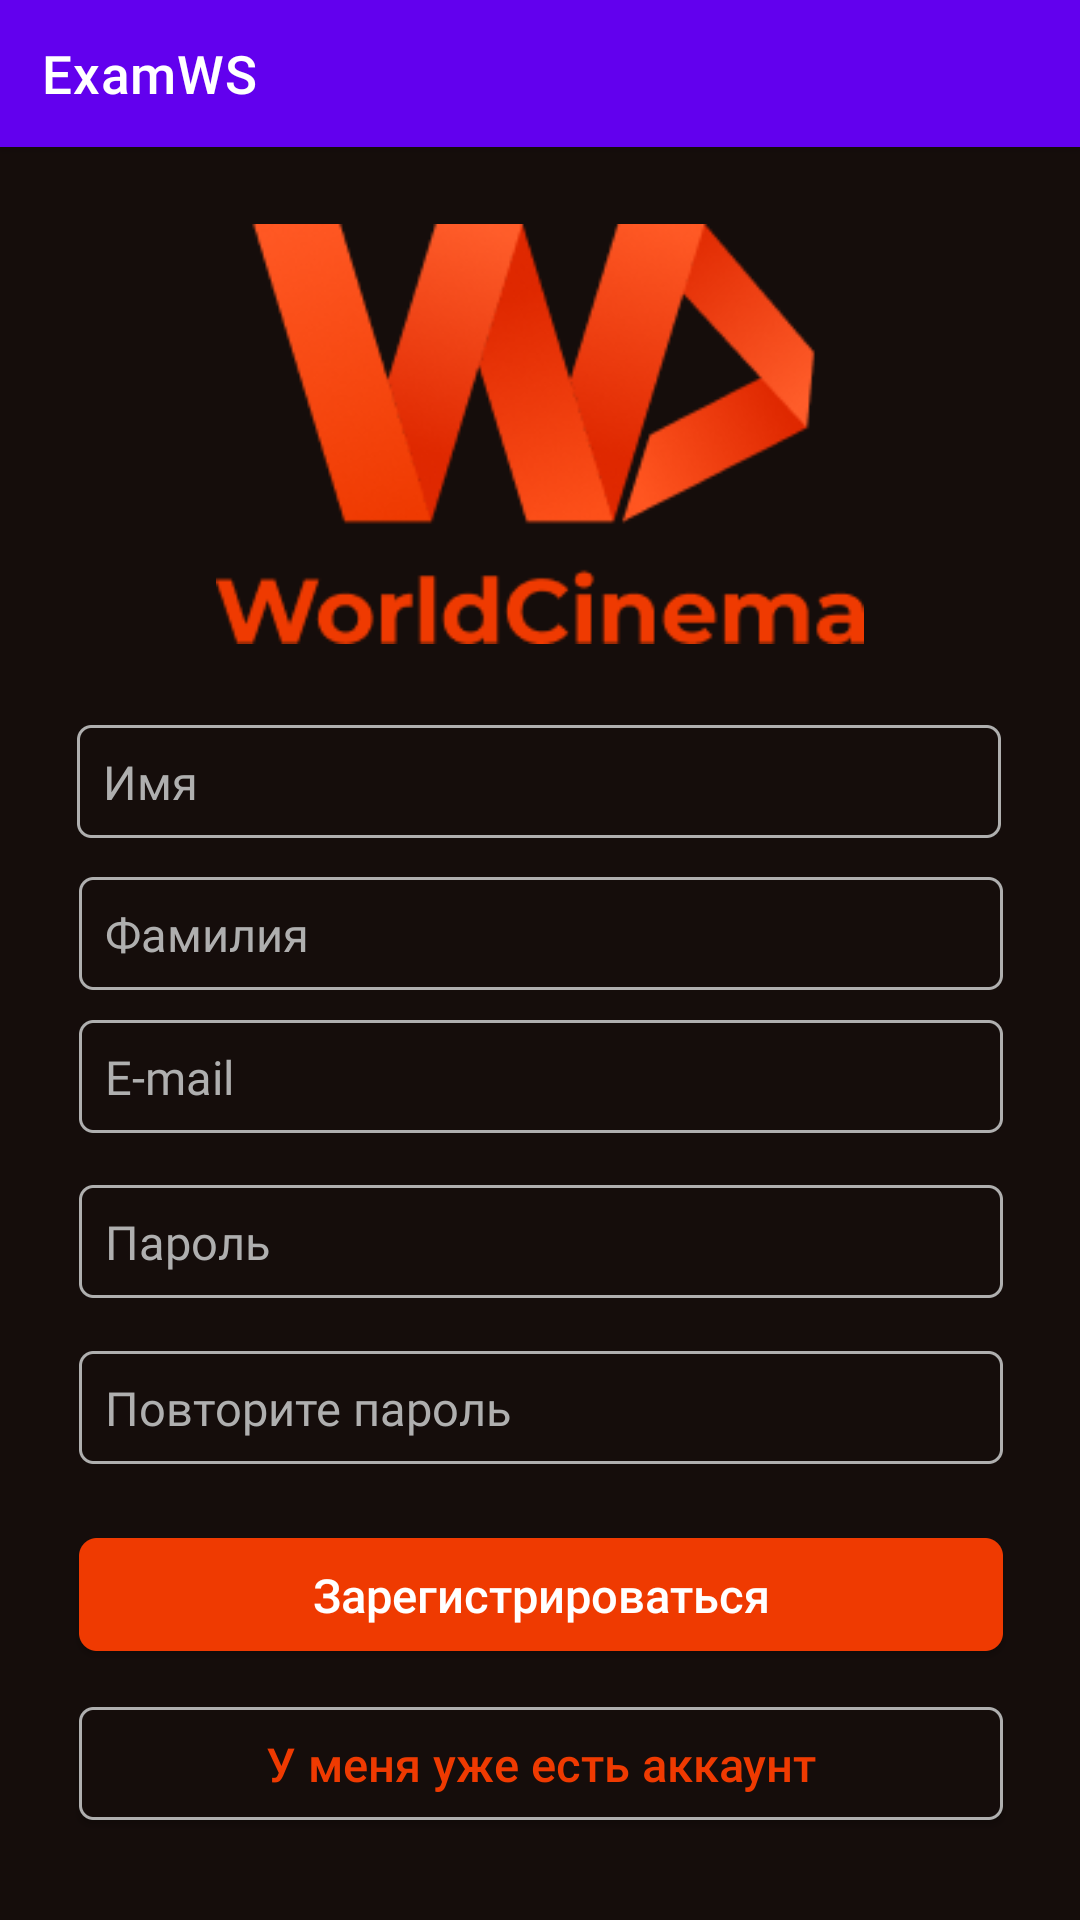 ExamWS
WorldCinema
Имя
Фамилия
E-mail
Пароль
Повторите пароль
Зарегистрироваться
У меня уже есть аккаунт